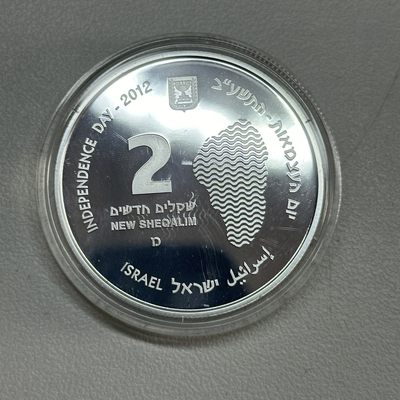 INDEPENDENCE DAY - 2012
יום העצמאות - התשע"ב
2
שקלים חדשים
NEW SHEQALIM
מ
ISRAEL ישראל إسرائيل